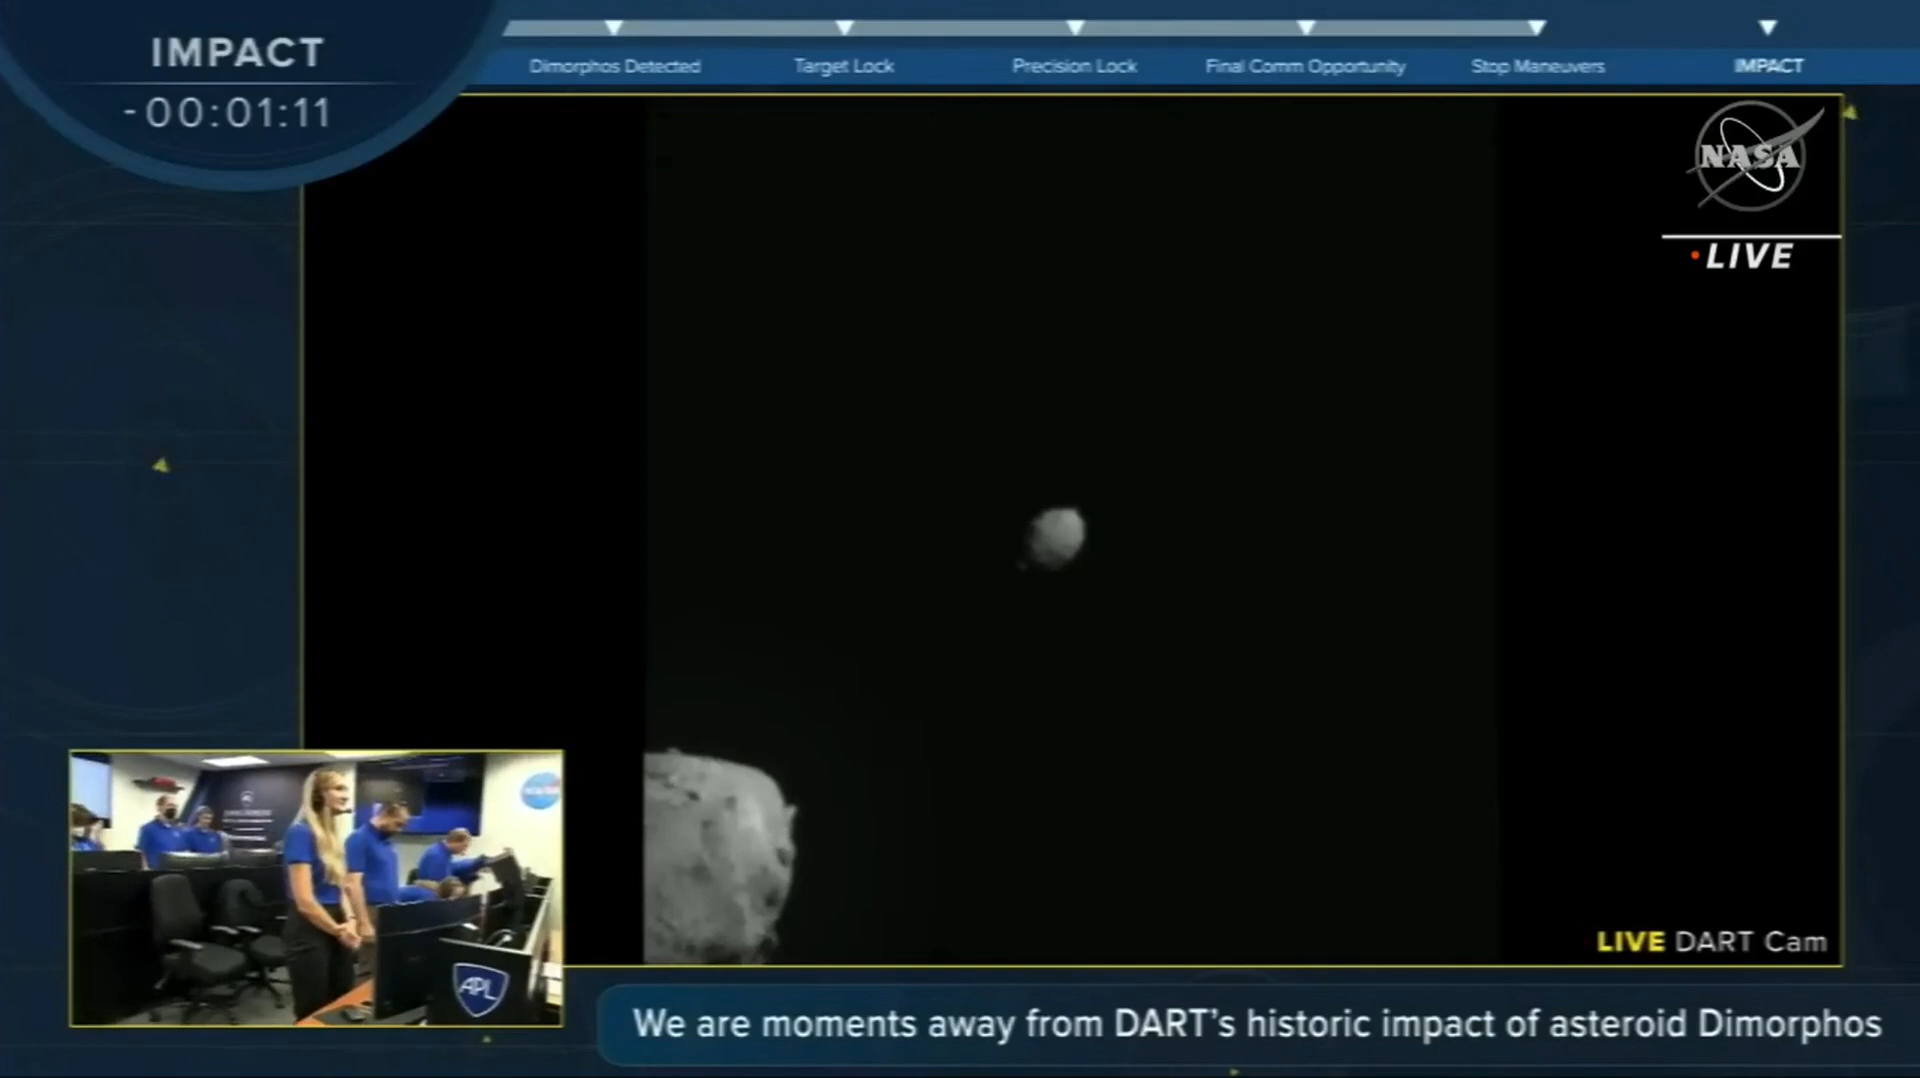 IMPACT
-00:01:11
Dimorphos Detected
Target Lock
Precision Lock
Final Comm Opportunity
Stop Maneuvers
IMPACT
NASA
LIVE
LIVE DART Cam
APL
We are moments away from DART's historic impact of asteroid Dimorphos